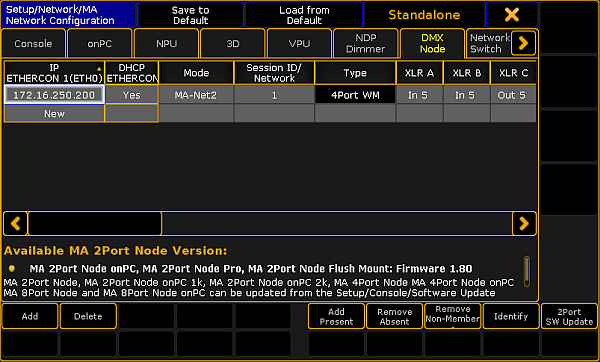 Setup/Network/MA
Network Configuration
Save to
Default
Load from
Default
Standalone
Console
onPC
NPU
3D
VPU
NDP
Dimmer
DMX
Node
Network
Switch
IP
ETHERCON 1(ETH0)
DHCP
ETHERCON
Mode
Session ID/
Network
Type
XLR A
XLR B
XLR C
172.16.250.200
Yes
MA-Net2
1
4Port WM
In 5
In 5
Out 5
New
Available MA 2Port Node Version:
MA 2Port Node onPC, MA 2Port Node Pro, MA 2Port Node Flush Mount: Firmware 1.80
MA 2Port Node, MA 2Port Node onPC 1k, MA 2Port Node onPC 2k, MA 4Port Node MA 4Port Node onPC
MA 8Port Node and MA 8Port Node onPC can be updated from the Setup/Console/Software Update
Add
Delete
Add
Present
Remove
Absent
Remove
Non-Member
Identify
2Port
SW Update